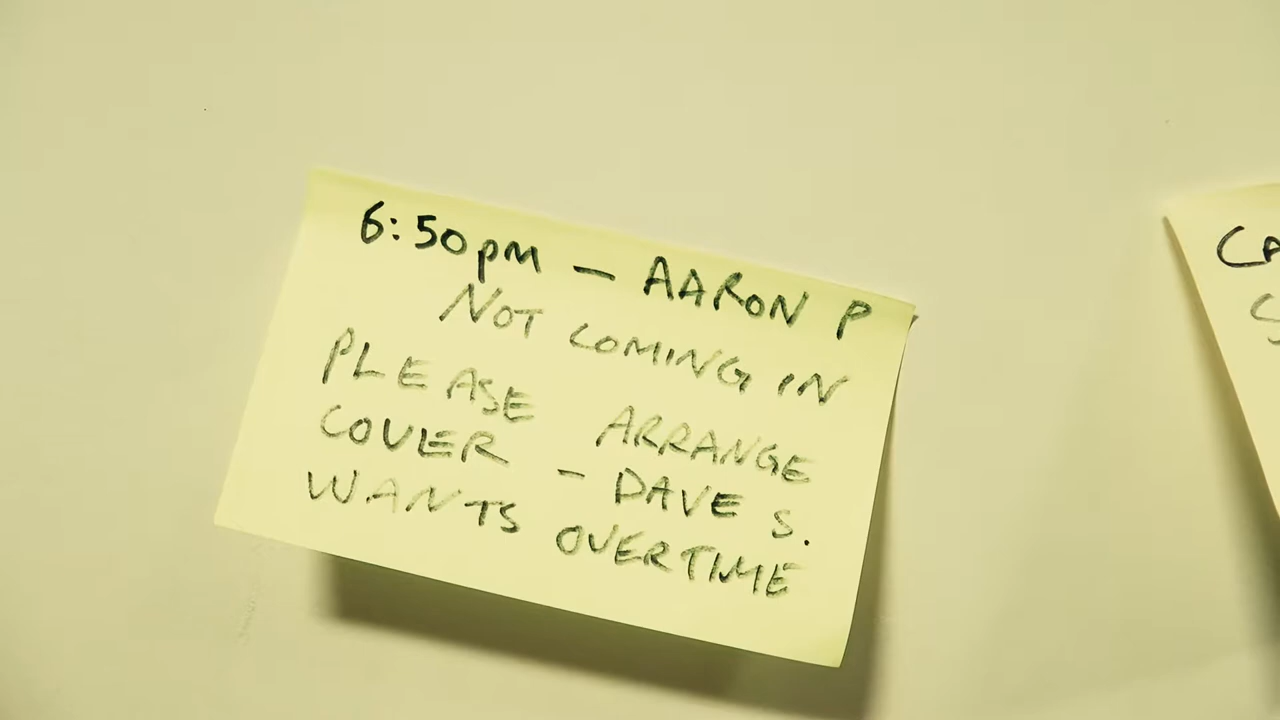 6:50pm – AARON P
NOT COMING IN
PLEASE ARRANGE
COVER – DAVE S.
WANTS OVERTIME